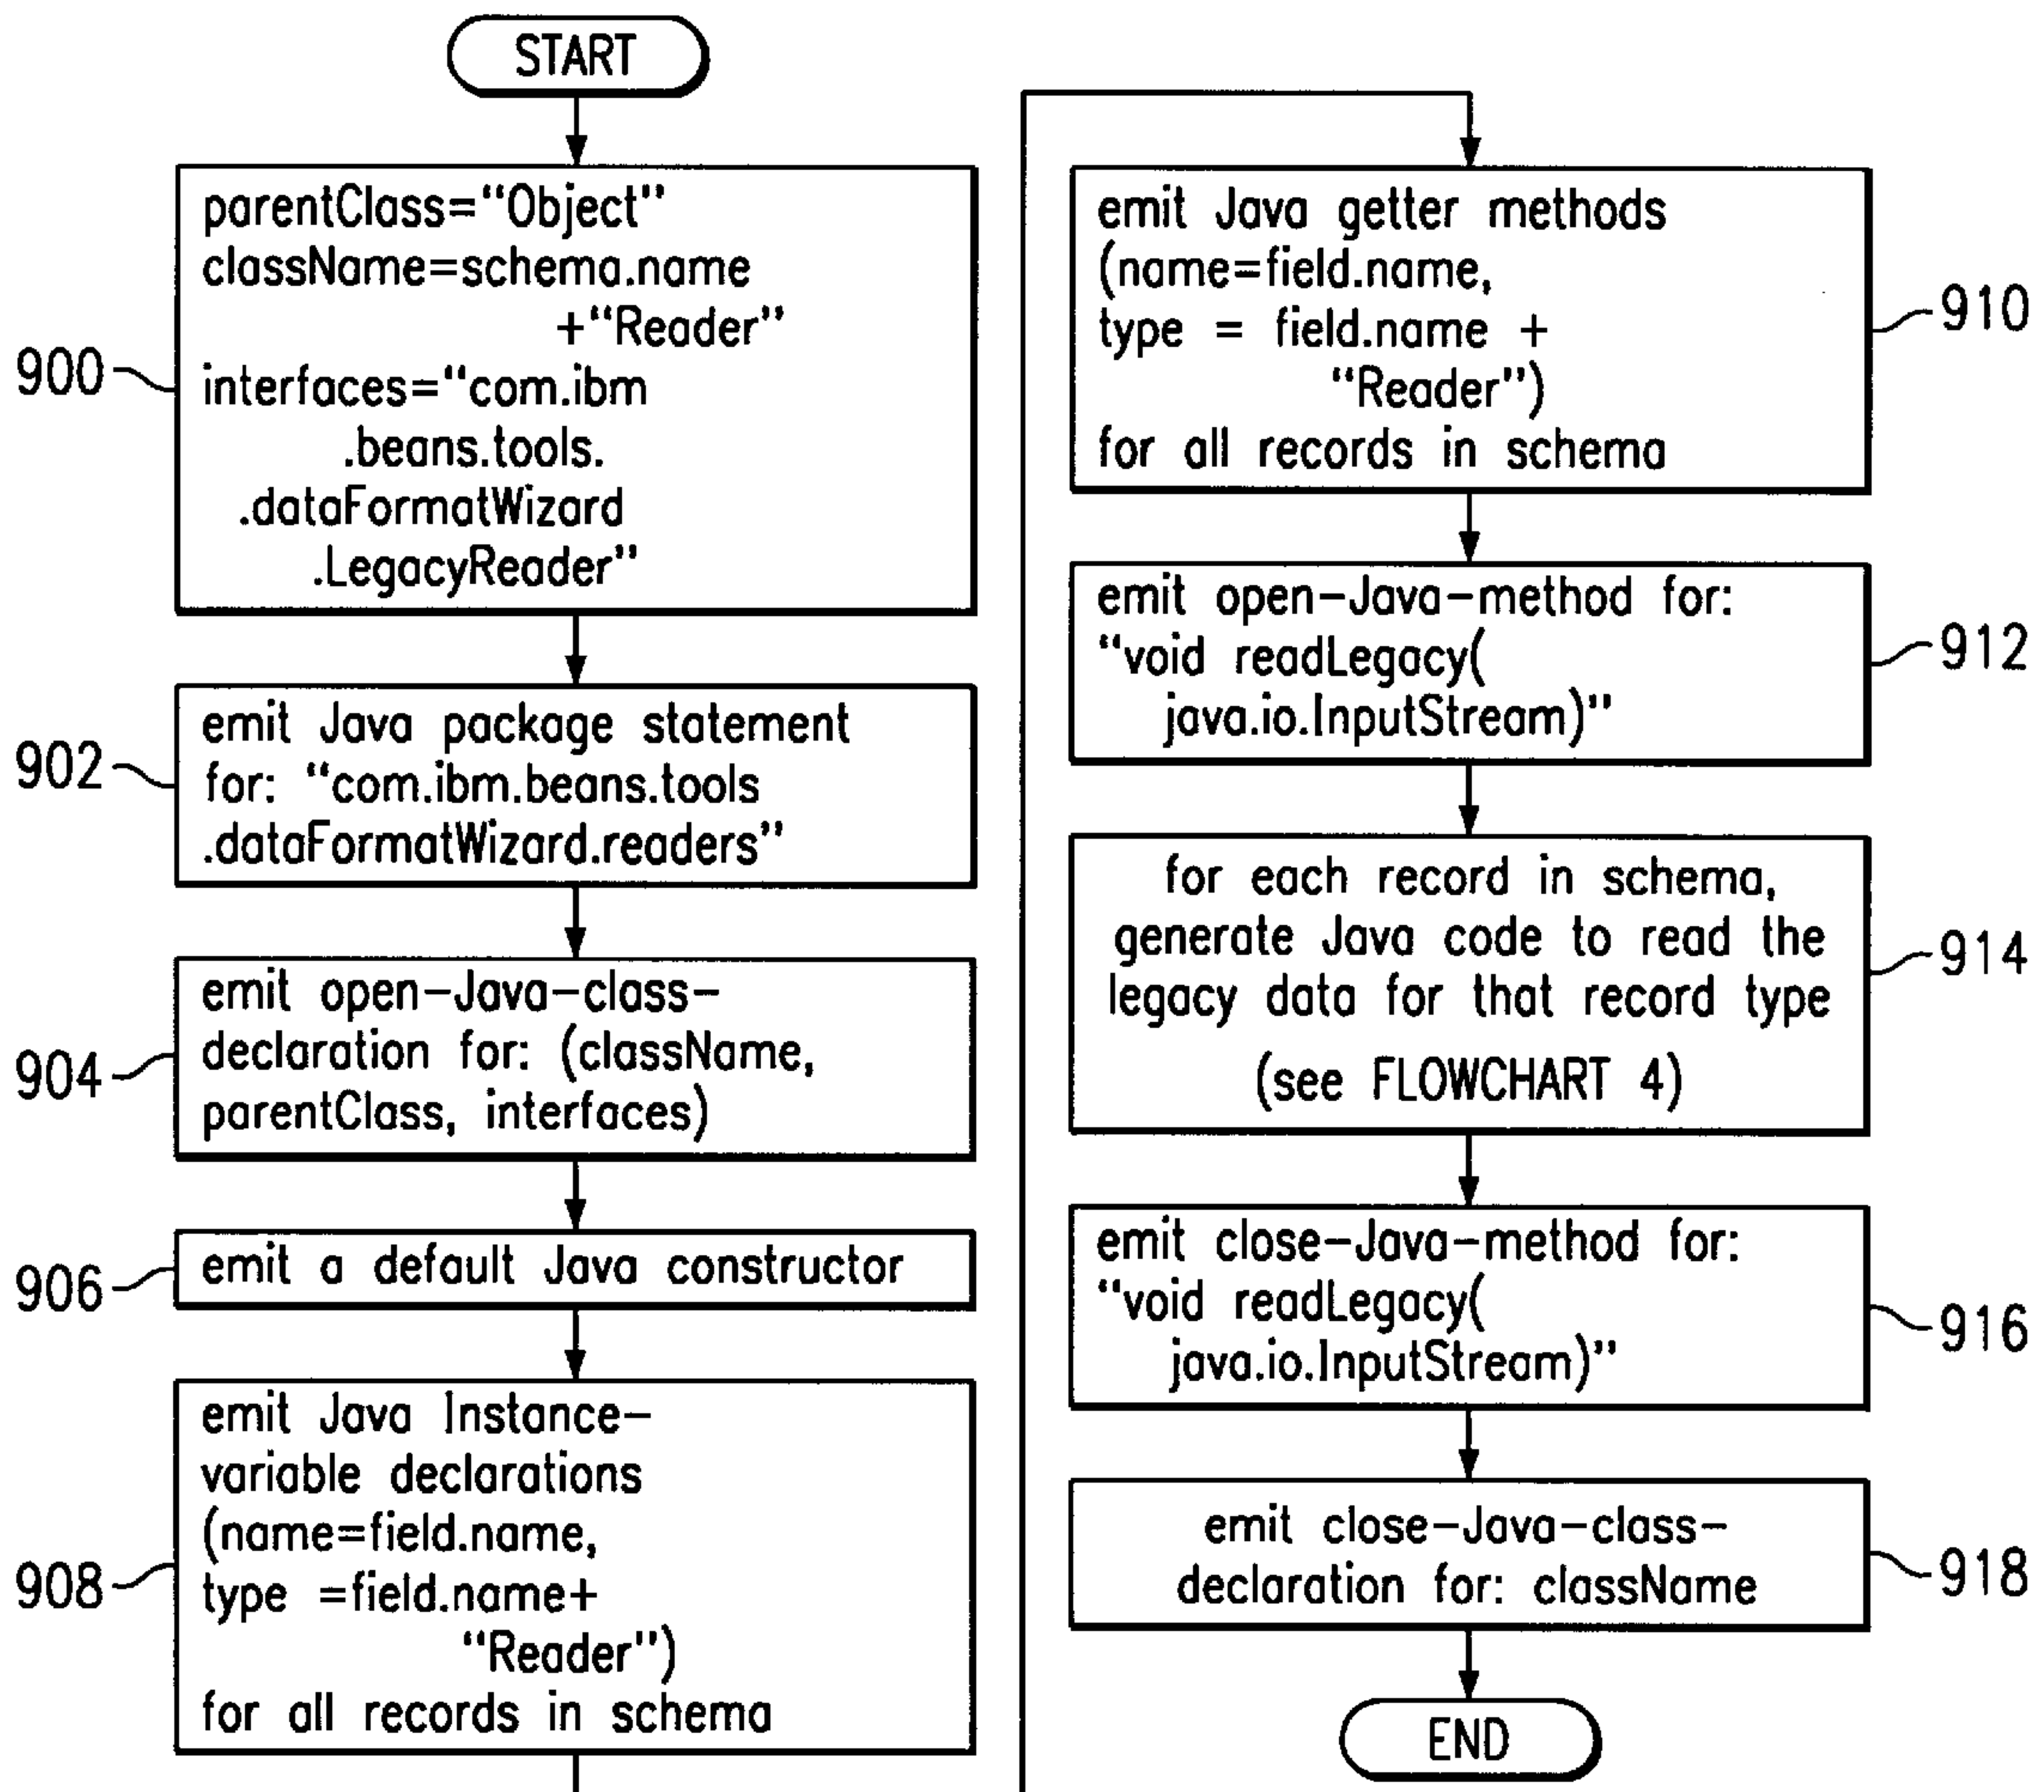 START
parentClass="Object"
className=schema.name
+"Reader"
900
interfaces="com.ibm
.beans.tools.
.dataFormatWizard
.LegacyReader"
902
emit Java package statement
for: "com.ibm.beans.tools
.dataFormatWizard.readers"
904
emit open-Java-class-
declaration for: (className,
parentClass, interfaces)
906
emit a default Java constructor
908
emit Java Instance-
variable declarations
(name=field.name,
type =field.name+
"Reader")
for all records in schema
emit Java getter methods
(name=field.name,
type = field.name +
"Reader")
for all records in schema
910
emit open-Java-method for:
"void readLegacy(
java.io.InputStream)"
912
for each record in schema,
generate Java code to read the
legacy data for that record type
(see FLOWCHART 4)
914
emit close-Java-method for:
"void readLegacy(
java.io.InputStream)"
916
emit close-Java-class-
declaration for: className
918
END